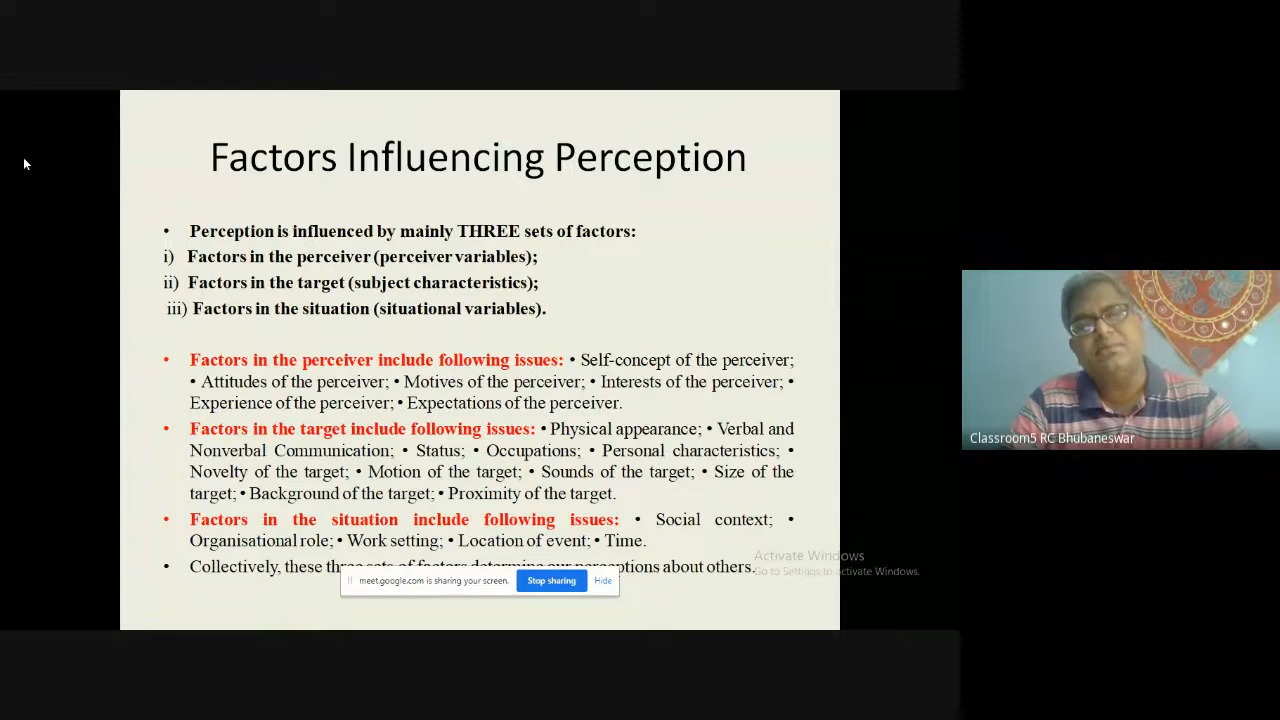 Factors Influencing Perception
• Perception is influenced by mainly THREE sets of factors:
i) Factors in the perceiver (perceiver variables);
ii) Factors in the target (subject characteristics);
iii) Factors in the situation (situational variables).
• Factors in the perceiver include following issues: • Self-concept of the perceiver;
• Attitudes of the perceiver; • Motives of the perceiver; • Interests of the perceiver; •
Experience of the perceiver; • Expectations of the perceiver.
• Factors in the target include following issues: • Physical appearance; • Verbal and
Nonverbal Communication; • Status; • Occupations; • Personal characteristics; •
Novelty of the target; • Motion of the target; • Sounds of the target; • Size of the
target; • Background of the target; • Proximity of the target.
• Factors in the situation include following issues: • Social context; •
Organisational role; • Work setting; • Location of event; • Time.
• Collectively, these three sets of factors determine our perceptions about others.
meet.google.com is sharing your screen. Stop sharing Hide
Activate Windows
Go to Settings to activate Windows.
Classroom5 RC Bhubaneswar